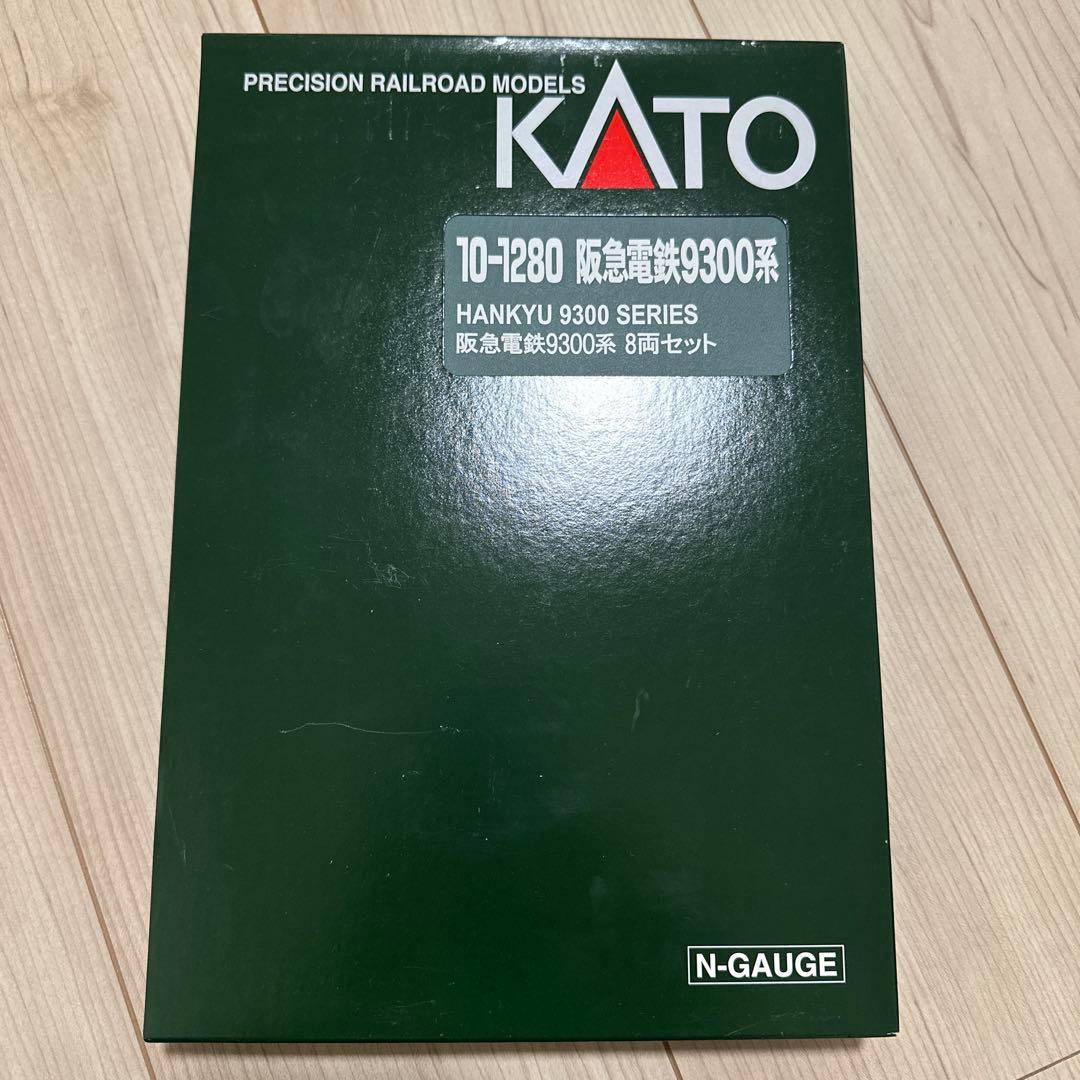 PRECISION RAILROAD MODELS
KATO
10-1280 阪急電鉄9300系
HANKYU 9300 SERIES
阪急電鉄9300系 8両セット
N-GAUGE